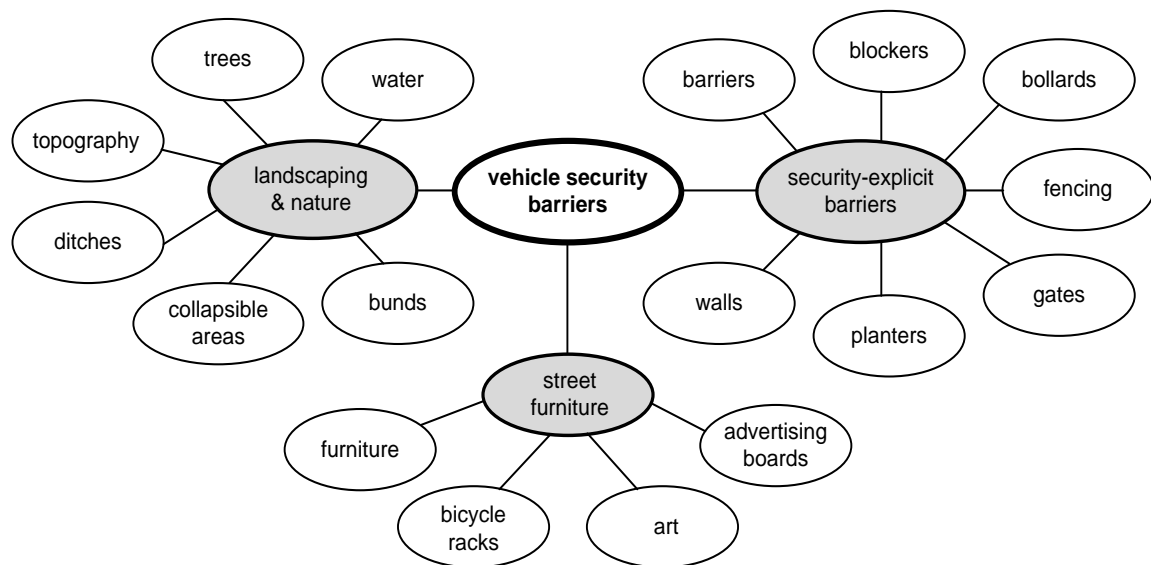 trees
water
topography
landscaping
& nature
ditches
collapsible
areas
bunds
vehicle security
barriers
barriers
blockers
bollards
security-explicit
barriers
fencing
gates
planters
walls
street
furniture
furniture
bicycle
racks
art
advertising
boards